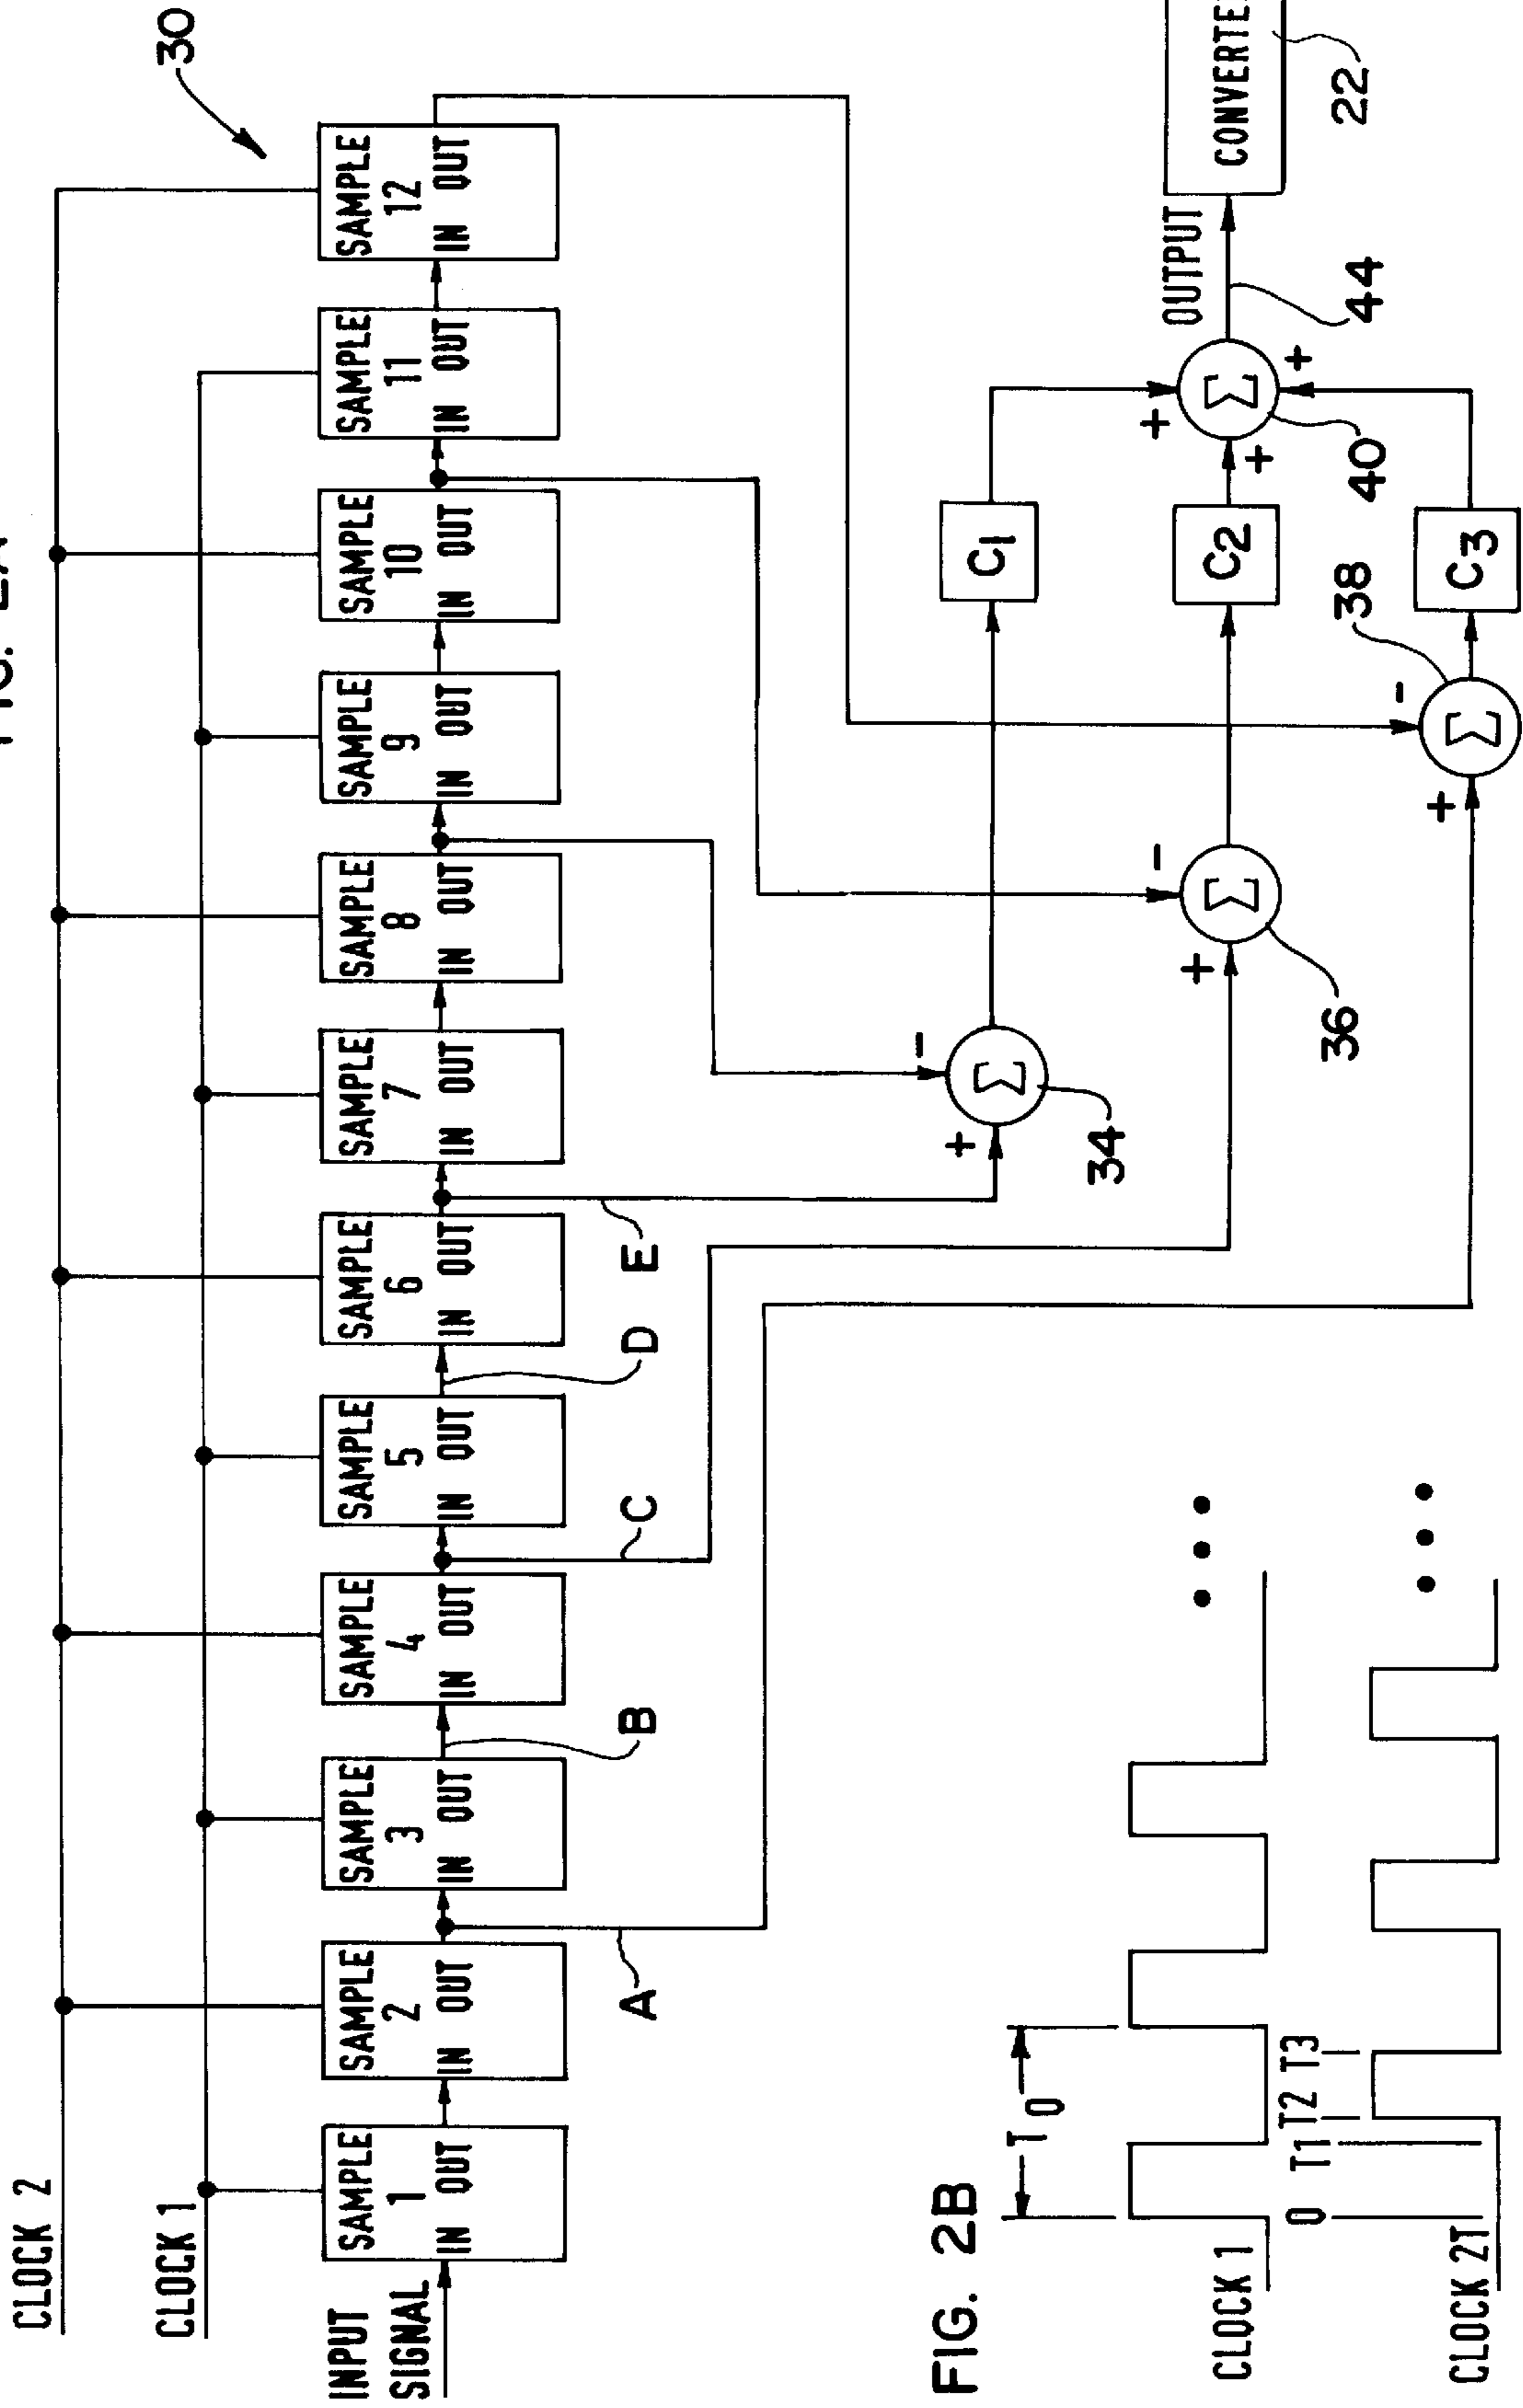 FIG. 2A
30
CLOCK 2
CLOCK 1
INPUT
SIGNAL
SAMPLE
1
IN OUT
SAMPLE
2
IN OUT
SAMPLE
3
IN OUT
SAMPLE
4
IN OUT
SAMPLE
5
IN OUT
SAMPLE
6
IN OUT
SAMPLE
7
IN OUT
SAMPLE
8
IN OUT
SAMPLE
9
IN OUT
SAMPLE
10
IN OUT
SAMPLE
11
IN OUT
SAMPLE
12
IN OUT
A
B
C
D
E
+
-
Σ
34
+
-
Σ
36
+
-
Σ
38
C1
C2
C3
+
+
+
Σ
40
OUTPUT
44
CONVERTE
22
FIG. 2B
T0
CLOCK 1
0 T1 T2 T3
CLOCK 2T